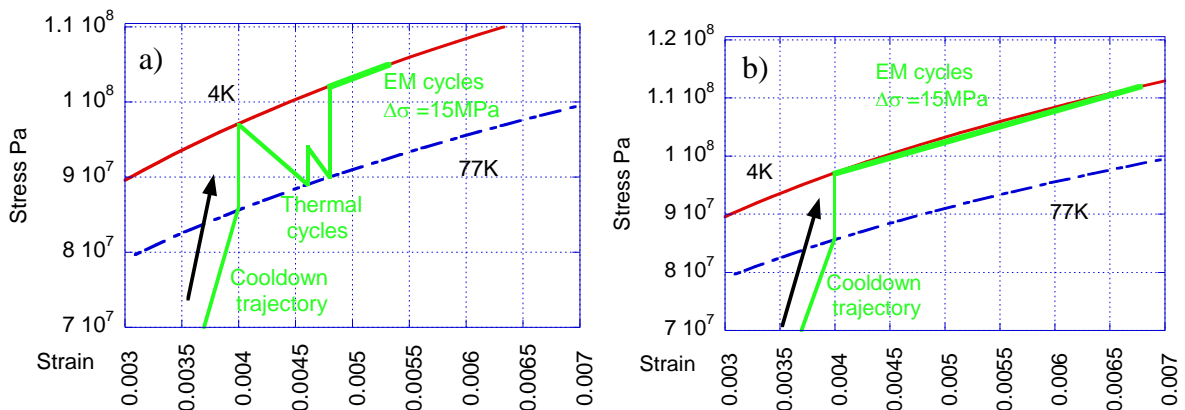 1.1 10⁸
a)
4K
EM cycles
Δσ =15MPa
1 10⁸
Stress Pa
9 10⁷
77K
Thermal
cycles
8 10⁷
Cooldown
trajectory
7 10⁷
Strain
0.003
0.0035
0.004
0.0045
0.005
0.0055
0.006
0.0065
0.007
1.2 10⁸
b)
EM cycles
Δσ =15MPa
1.1 10⁸
Stress Pa
1 10⁸
4K
9 10⁷
77K
8 10⁷
Cooldown
trajectory
7 10⁷
Strain
0.003
0.0035
0.004
0.0045
0.005
0.0055
0.006
0.0065
0.007